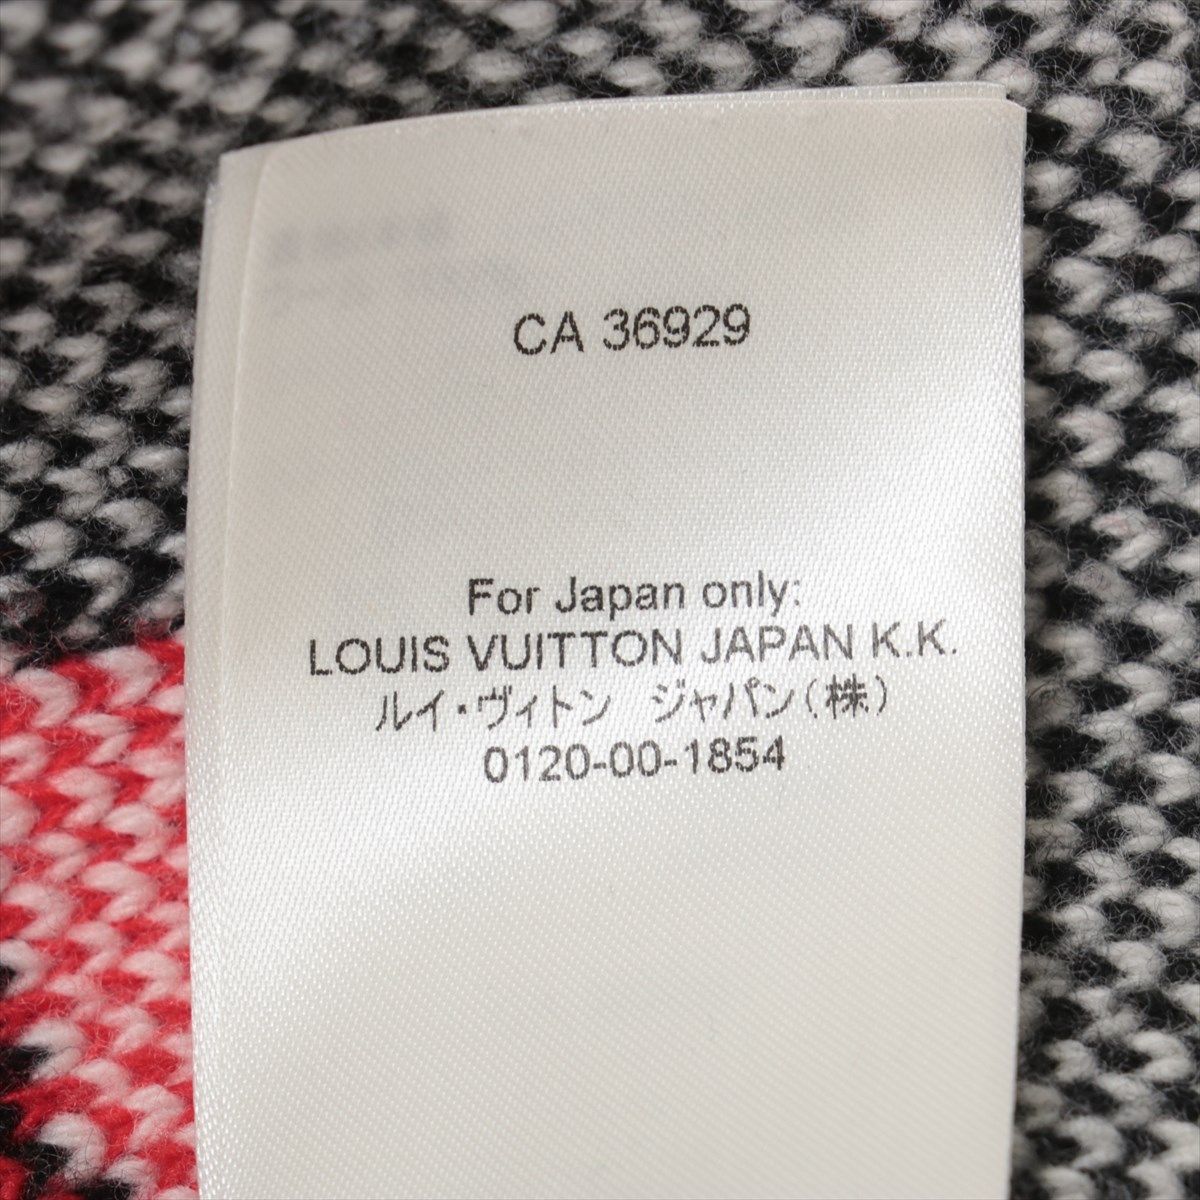 CA 36929
For Japan only:
LOUIS VUITTON JAPAN K.K.
ルイ・ヴィトン　ジャパン(株)
0120-00-1854